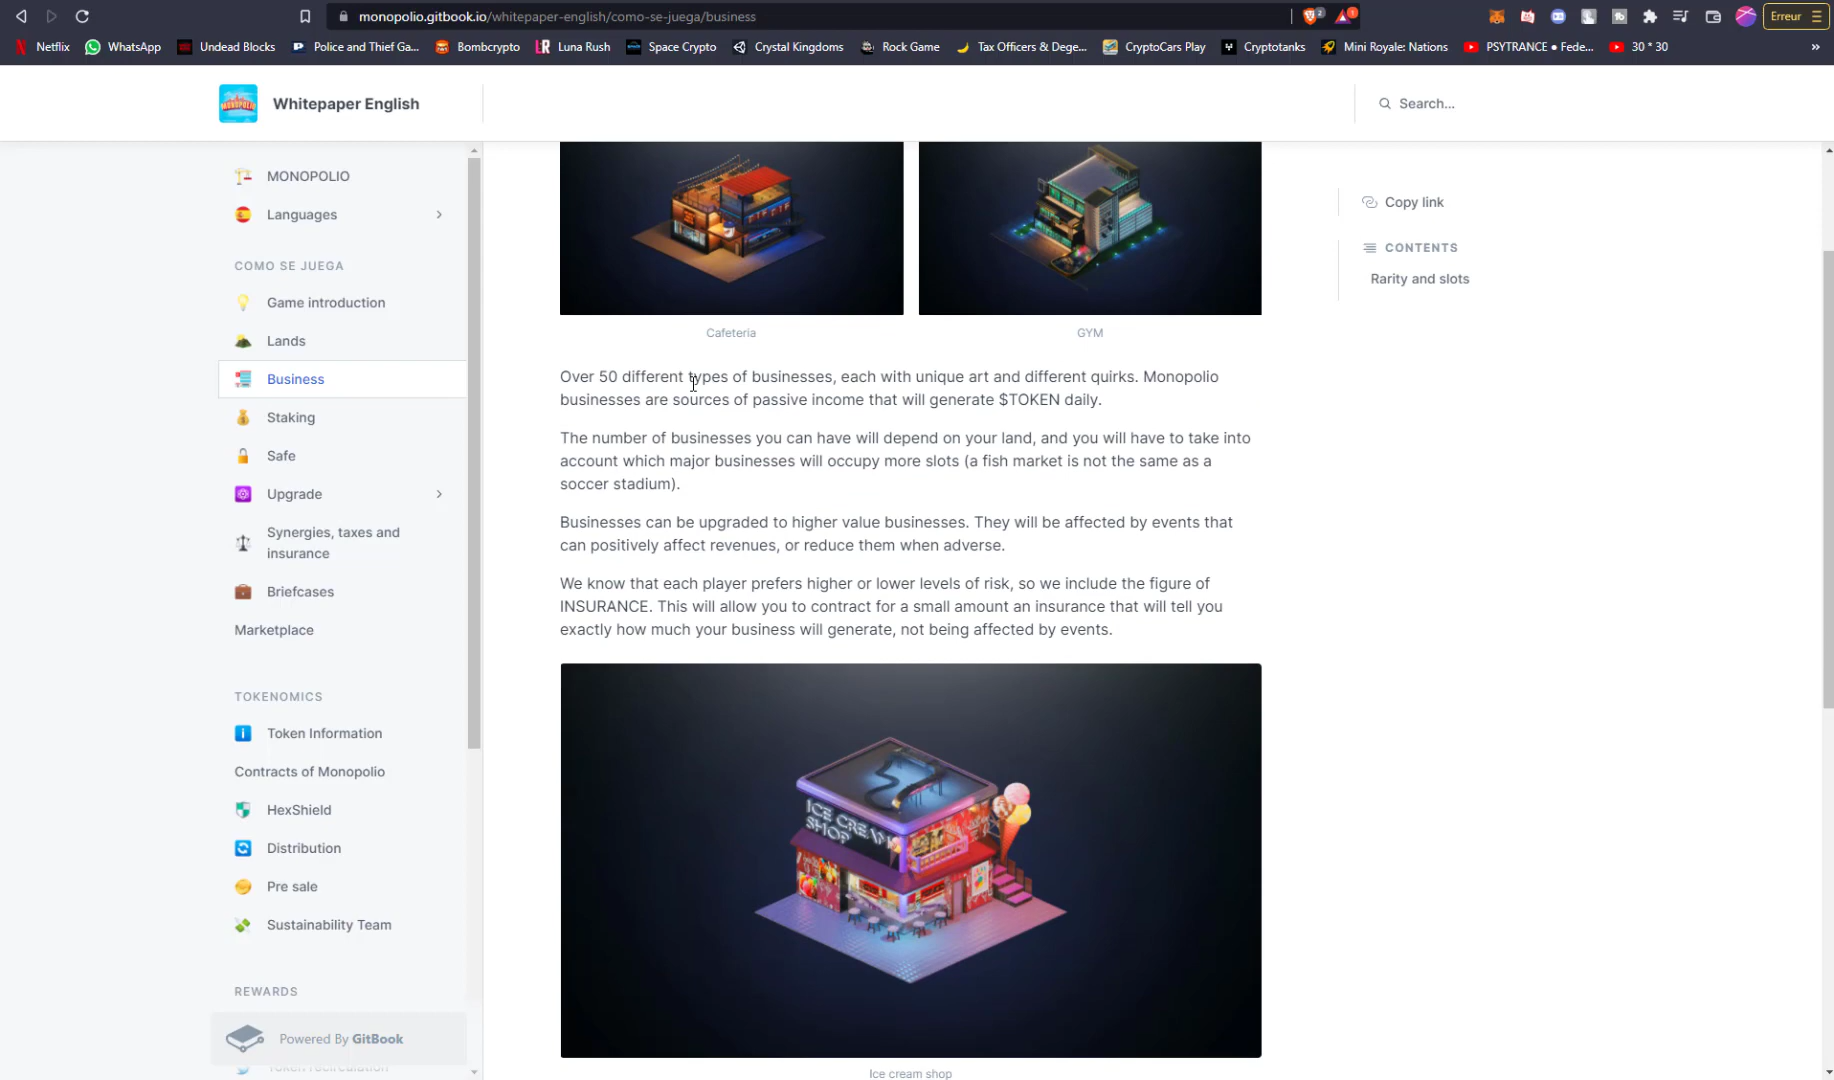 monopolio.gitbook.io/whitepaper-english/como-se-juega/business
2
1
Erreur
Netflix
WhatsApp
Undead Blocks
Police and Thief Ga...
Bombcrypto
Luna Rush
Space Crypto
Crystal Kingdoms
Rock Game
Tax Officers & Dege...
CryptoCars Play
Cryptotanks
Mini Royale: Nations
PSYTRANCE ● Fede...
30 * 30
»
MONOPOLIO
Whitepaper English
Search...
MONOPOLIO
Languages
COMO SE JUEGA
Game introduction
Lands
Business
Staking
Safe
Upgrade
Synergies, taxes and
insurance
Briefcases
Marketplace
TOKENOMICS
Token Information
Contracts of Monopolio
HexShield
Distribution
Pre sale
Sustainability Team
REWARDS
Token recirculation
Powered By GitBook
Cafeteria
GYM
Over 50 different types of businesses, each with unique art and different quirks. Monopolio
businesses are sources of passive income that will generate $TOKEN daily.
The number of businesses you can have will depend on your land, and you will have to take into
account which major businesses will occupy more slots (a fish market is not the same as a
soccer stadium).
Businesses can be upgraded to higher value businesses. They will be affected by events that
can positively affect revenues, or reduce them when adverse.
We know that each player prefers higher or lower levels of risk, so we include the figure of
INSURANCE. This will allow you to contract for a small amount an insurance that will tell you
exactly how much your business will generate, not being affected by events.
ICE CREAM
SHOP
Ice cream shop
Copy link
CONTENTS
Rarity and slots